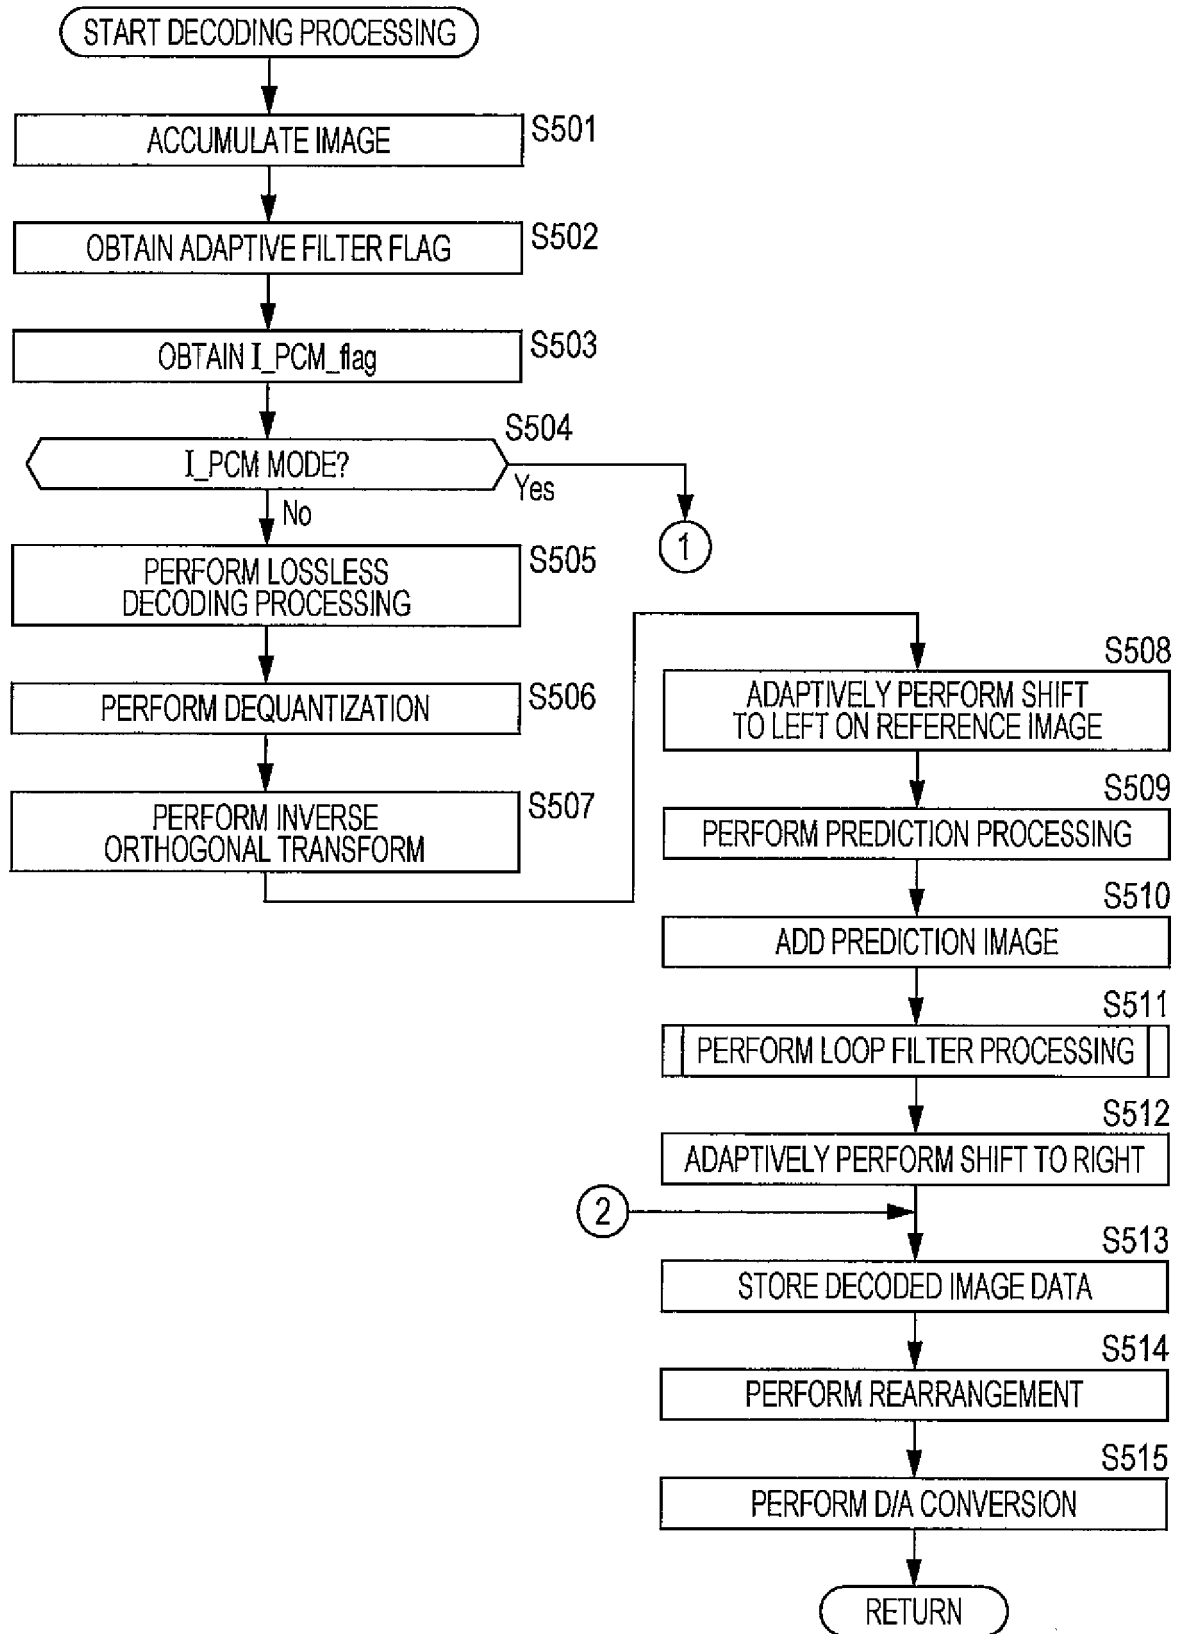 START DECODING PROCESSING
ACCUMULATE IMAGE
S501
OBTAIN ADAPTIVE FILTER FLAG
S502
OBTAIN I_PCM_flag
S503
I_PCM MODE?
S504
Yes
No
1
PERFORM LOSSLESS
DECODING PROCESSING
S505
PERFORM DEQUANTIZATION
S506
PERFORM INVERSE
ORTHOGONAL TRANSFORM
S507
S508
ADAPTIVELY PERFORM SHIFT
TO LEFT ON REFERENCE IMAGE
S509
PERFORM PREDICTION PROCESSING
S510
ADD PREDICTION IMAGE
S511
PERFORM LOOP FILTER PROCESSING
S512
ADAPTIVELY PERFORM SHIFT TO RIGHT
2
S513
STORE DECODED IMAGE DATA
S514
PERFORM REARRANGEMENT
S515
PERFORM D/A CONVERSION
RETURN